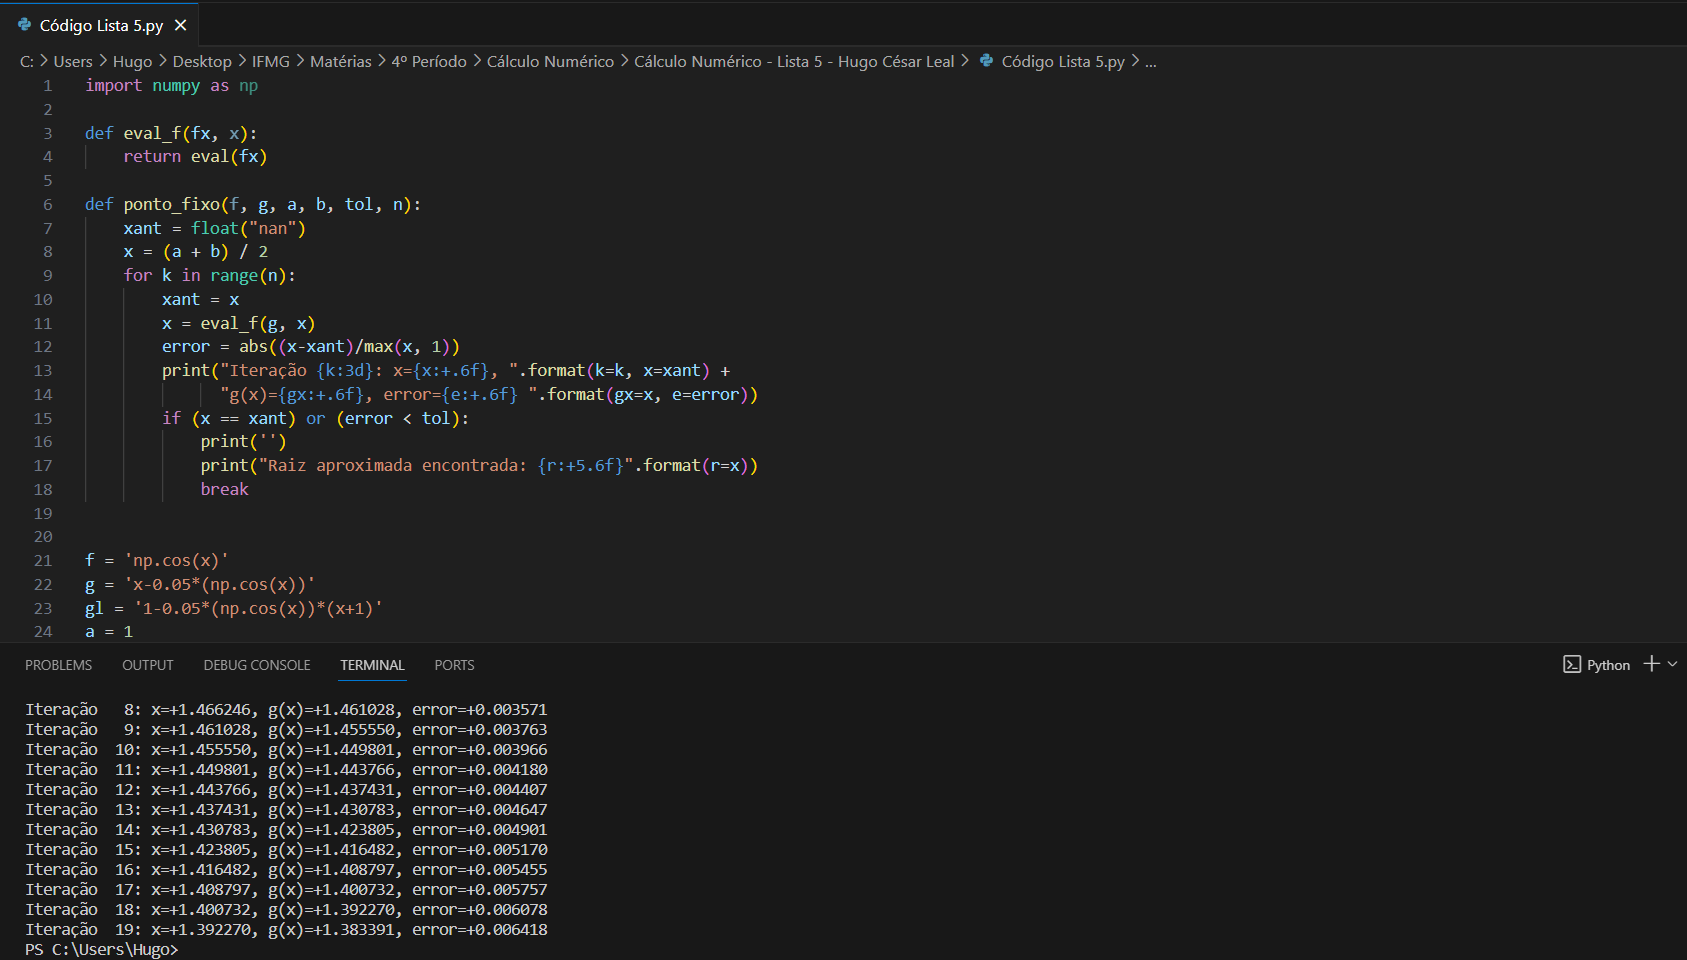 Código Lista 5.py ×
C: > Users > Hugo > Desktop > IFMG > Matérias > 4º Período > Cálculo Numérico > Cálculo Numérico - Lista 5 - Hugo César Leal > Código Lista 5.py > ...
1 import numpy as np
2
3 def eval_f(fx, x):
4     return eval(fx)
5
6 def ponto_fixo(f, g, a, b, tol, n):
7     xant = float("nan")
8     x = (a + b) / 2
9     for k in range(n):
10         xant = x
11         x = eval_f(g, x)
12         error = abs((x-xant)/max(x, 1))
13         print("Iteração {k:3d}: x={x:+.6f}, ".format(k=k, x=xant) +
14               "g(x)={gx:+.6f}, error={e:+.6f} ".format(gx=x, e=error))
15         if (x == xant) or (error < tol):
16             print('')
17             print("Raiz aproximada encontrada: {r:+5.6f}".format(r=x))
18             break
19
20
21 f = 'np.cos(x)'
22 g = 'x-0.05*(np.cos(x))'
23 gl = '1-0.05*(np.cos(x))*(x+1)'
24 a = 1
PROBLEMS OUTPUT DEBUG CONSOLE TERMINAL PORTS Python
Iteração   8: x=+1.466246, g(x)=+1.461028, error=+0.003571
Iteração   9: x=+1.461028, g(x)=+1.455550, error=+0.003763
Iteração  10: x=+1.455550, g(x)=+1.449801, error=+0.003966
Iteração  11: x=+1.449801, g(x)=+1.443766, error=+0.004180
Iteração  12: x=+1.443766, g(x)=+1.437431, error=+0.004407
Iteração  13: x=+1.437431, g(x)=+1.430783, error=+0.004647
Iteração  14: x=+1.430783, g(x)=+1.423805, error=+0.004901
Iteração  15: x=+1.423805, g(x)=+1.416482, error=+0.005170
Iteração  16: x=+1.416482, g(x)=+1.408797, error=+0.005455
Iteração  17: x=+1.408797, g(x)=+1.400732, error=+0.005757
Iteração  18: x=+1.400732, g(x)=+1.392270, error=+0.006078
Iteração  19: x=+1.392270, g(x)=+1.383391, error=+0.006418
PS C:\Users\Hugo>